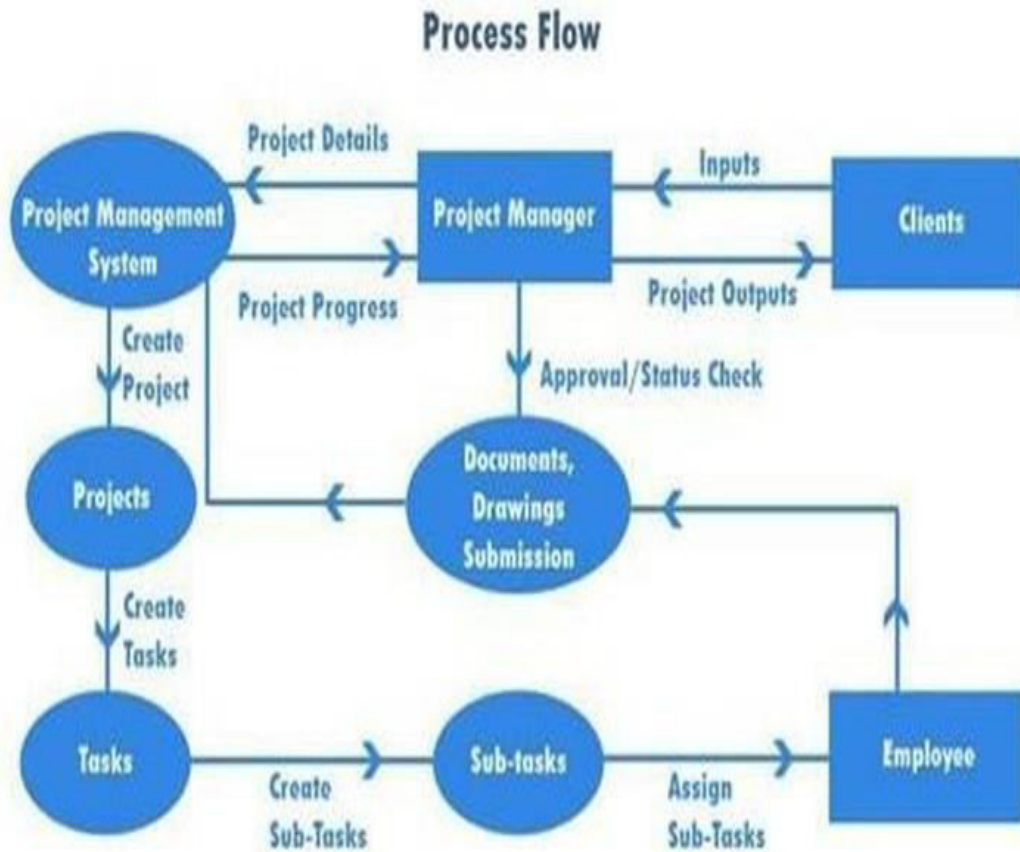 Process Flow
Project Details
Inputs
Project Management
System
Project Manager
Clients
Project Progress
Project Outputs
Create
Project
Approval/Status Check
Projects
Documents,
Drawings
Submission
Create
Tasks
Tasks
Sub-tasks
Employee
Create
Sub-Tasks
Assign
Sub-Tasks